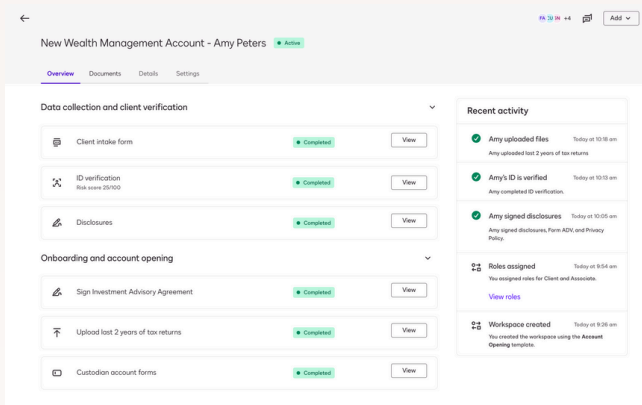 FA ZU IN +4
Add
New Wealth Management Account - Amy Peters
Active
Overview Documents Details Settings
Data collection and client verification
Client intake form
Completed
View
ID verification
Risk score 25/100
Completed
View
Disclosures
Completed
View
Onboarding and account opening
Sign Investment Advisory Agreement
Completed
View
Upload last 2 years of tax returns
Completed
View
Custodian account forms
Completed
View
Recent activity
Amy uploaded files Today at 10:18 am
Amy uploaded last 2 years of tax returns
Amy's ID is verified Today at 10:13 am
Amy completed ID verification.
Amy signed disclosures Today at 10:05 am
Amy signed disclosures, Form ADV, and Privacy
Policy.
Roles assigned Today at 9:54 am
You assigned roles for Client and Associate.
View roles
Workspace created Today at 9:26 am
You created the workspace using the Account
Opening template.